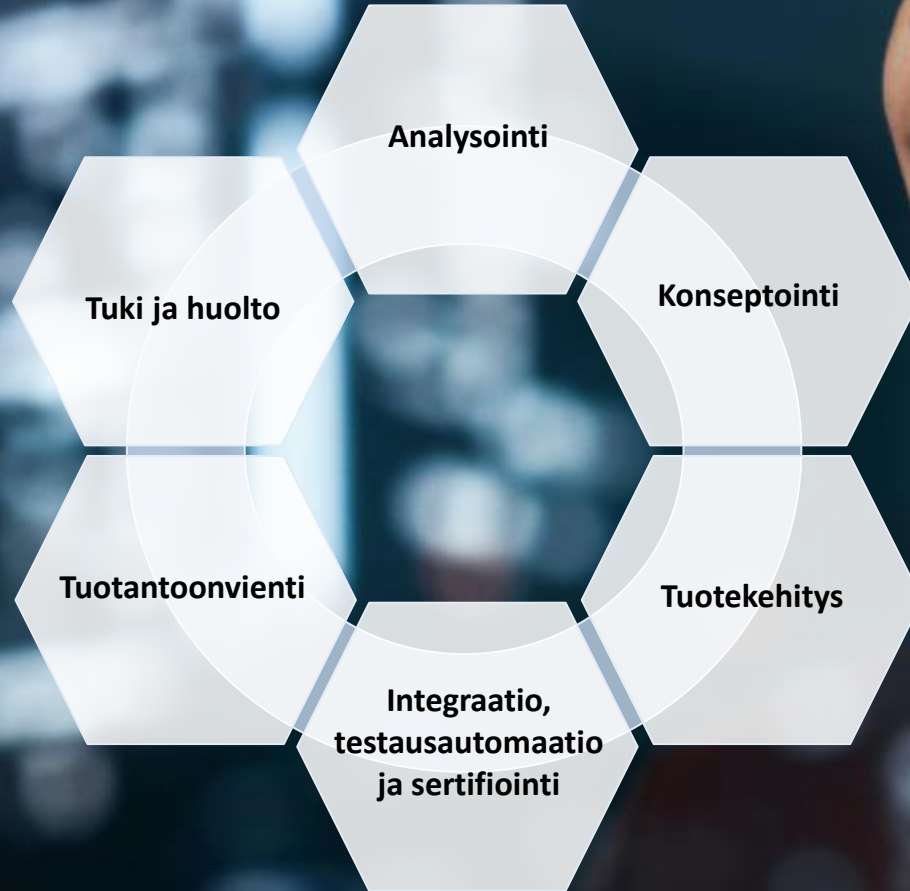 Analysointi
Konseptointi
Tuotekehitys
Integraatio,
testausautomaatio
ja sertifiointi
Tuotantoonvienti
Tuki ja huolto